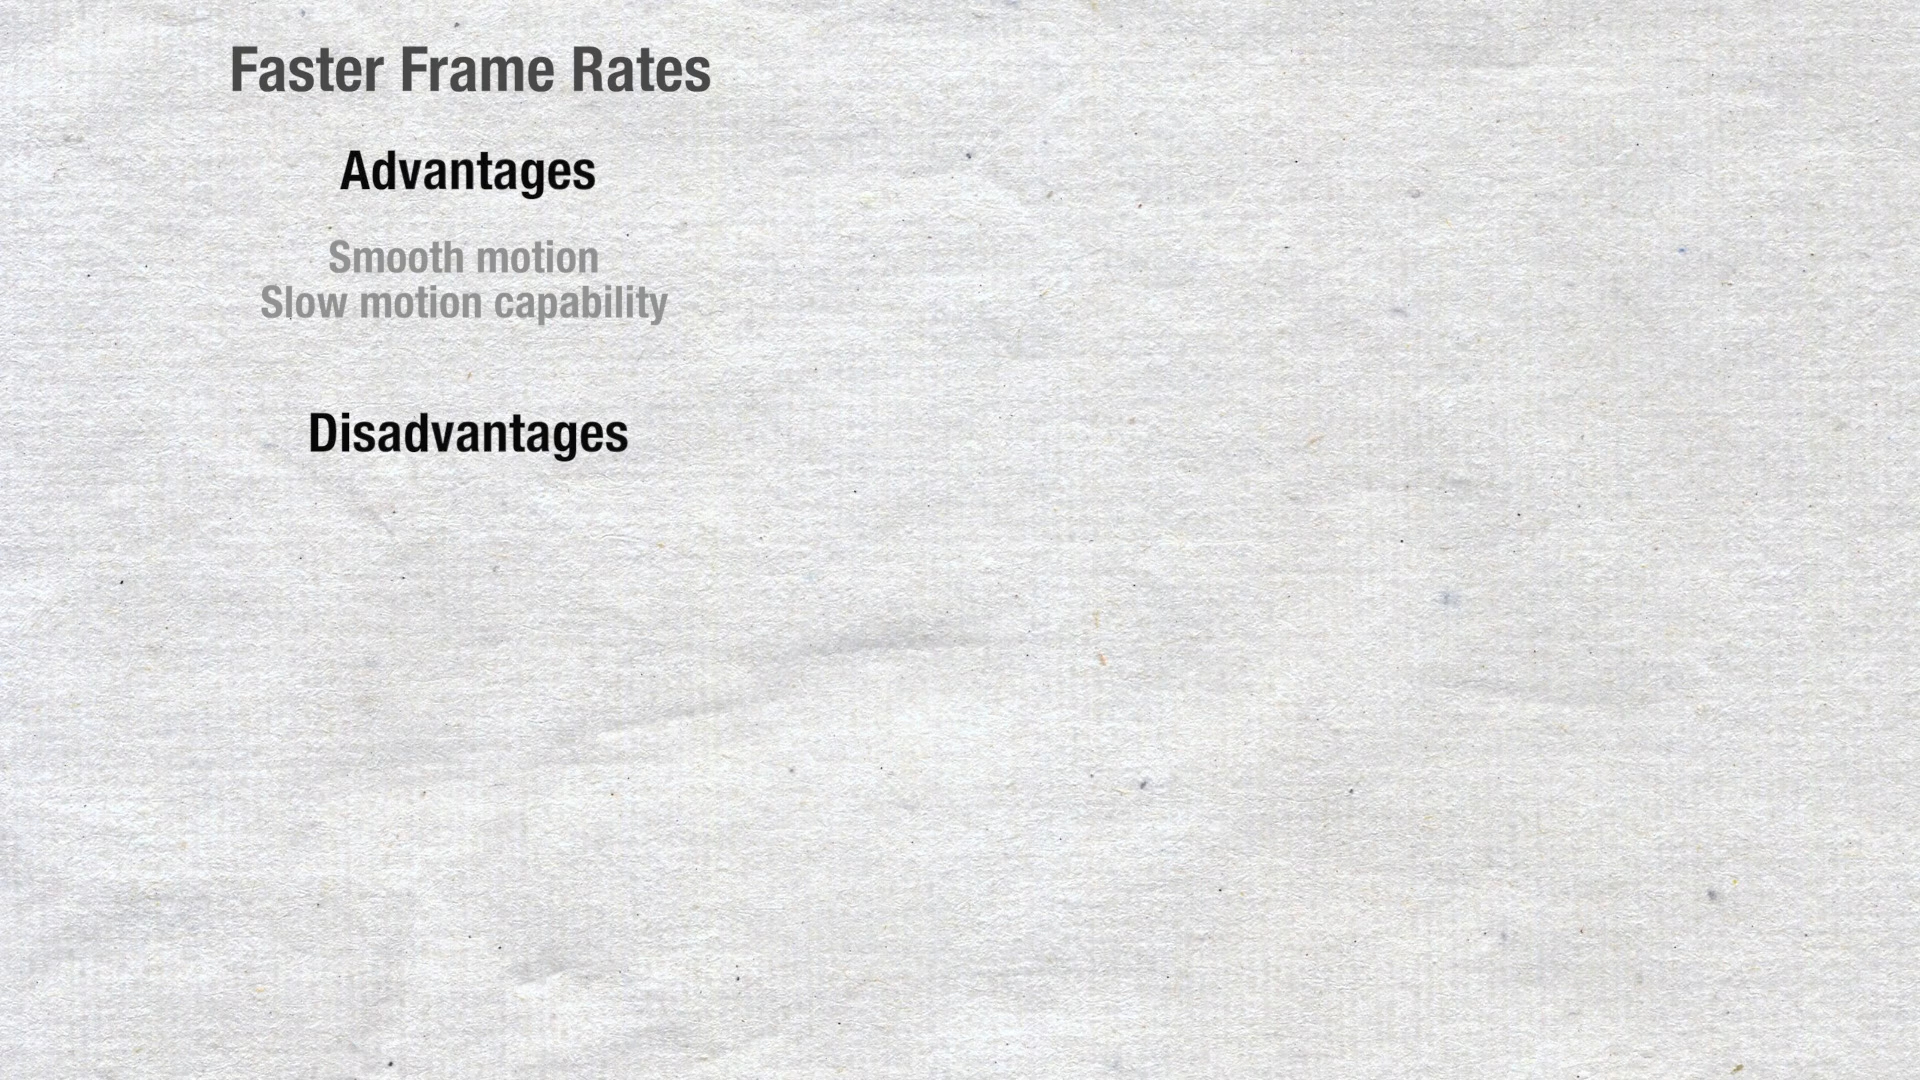 Faster Frame Rates
Advantages
Smooth motion
Slow motion capability
Disadvantages